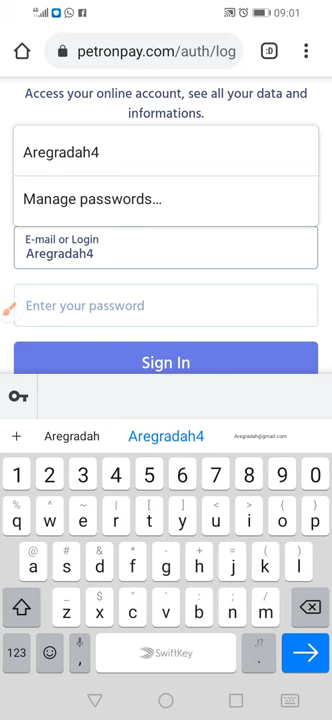 09:01
petronpay.com/auth/log
:D
Access your online account, see all your data and
informations.
Aregradah4
Manage passwords...
E-mail or Login
Aregradah4
Enter your password
Sign In
+ Aregradah Aregradah4 Aregradah@gmail.com
1 2 3 4 5 6 7 8 9 0
% ^ ~ | [ ] < > { }
q w e r t y u i o p
@ # & * - + = ( )
a s d f g h j k l
_ $ " ' : ; /
z x c v b n m
123 , SwiftKey ,!? .